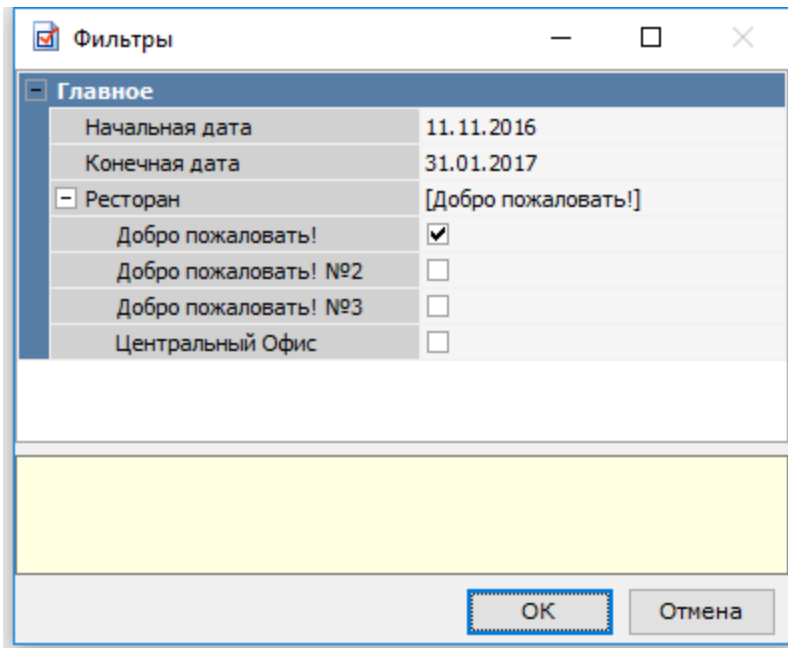 Фильтры
Главное
Начальная дата 11.11.2016
Конечная дата 31.01.2017
Ресторан [Добро пожаловать!]
Добро пожаловать!
Добро пожаловать! №2
Добро пожаловать! №3
Центральный Офис
OK Отмена